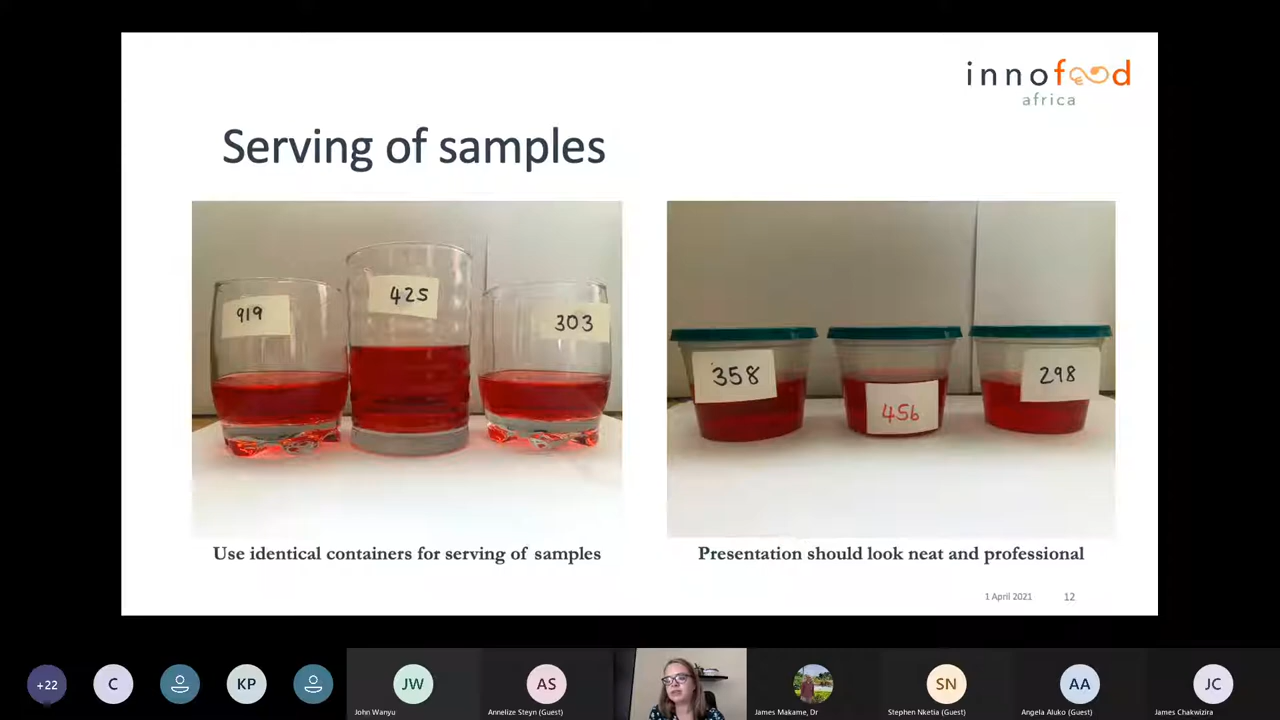 innofood
africa
Serving of samples
919
425
303
358
456
298
Use identical containers for serving of samples
Presentation should look neat and professional
1 April 2021
12
+22
C
KP
JW
AS
SN
AA
JC
John Wanyu
Annelize Steyn (Guest)
James Makame, Dr
Stephen Nketia (Guest)
Angela Aluko (Guest)
James Chakwizira